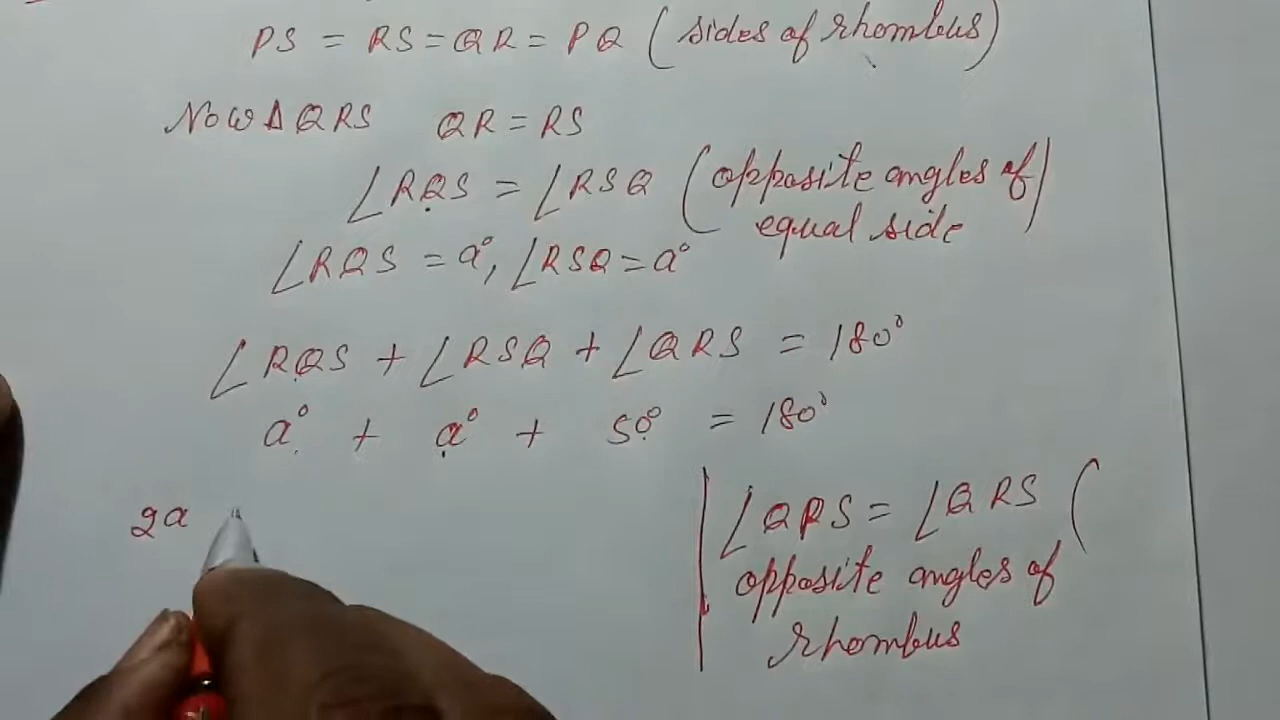 PS = RS = QR = PQ (sides of rhombus)
Now Δ QRS QR = RS
∠RQS = ∠RSQ (opposite angles of
equal side)
∠RQS = a°, ∠RSQ = a°
∠RQS + ∠RSQ + ∠QRS = 180°
a° + a° + 50° = 180°
2a
∠QPS = ∠QRS (
opposite angles of
rhombus